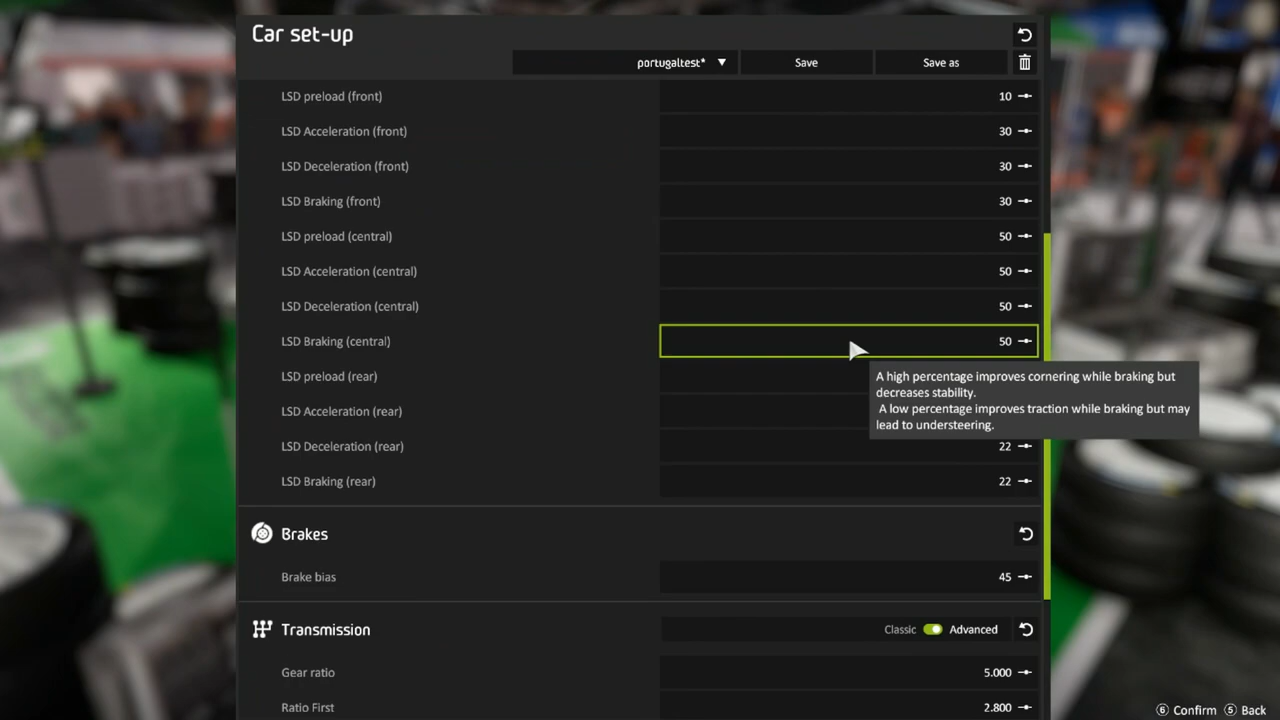 Car set-up
portugaltest* ▼ Save Save as
LSD preload (front) 10
LSD Acceleration (front) 30
LSD Deceleration (front) 30
LSD Braking (front) 30
LSD preload (central) 50
LSD Acceleration (central) 50
LSD Deceleration (central) 50
LSD Braking (central) 50
LSD preload (rear)
A high percentage improves cornering while braking but
decreases stability.
A low percentage improves traction while braking but may
lead to understeering.
LSD Acceleration (rear)
LSD Deceleration (rear) 22
LSD Braking (rear) 22
Brakes
Brake bias 45
Transmission Classic Advanced
Gear ratio 5.000
Ratio First 2.800
6 Confirm 5 Back